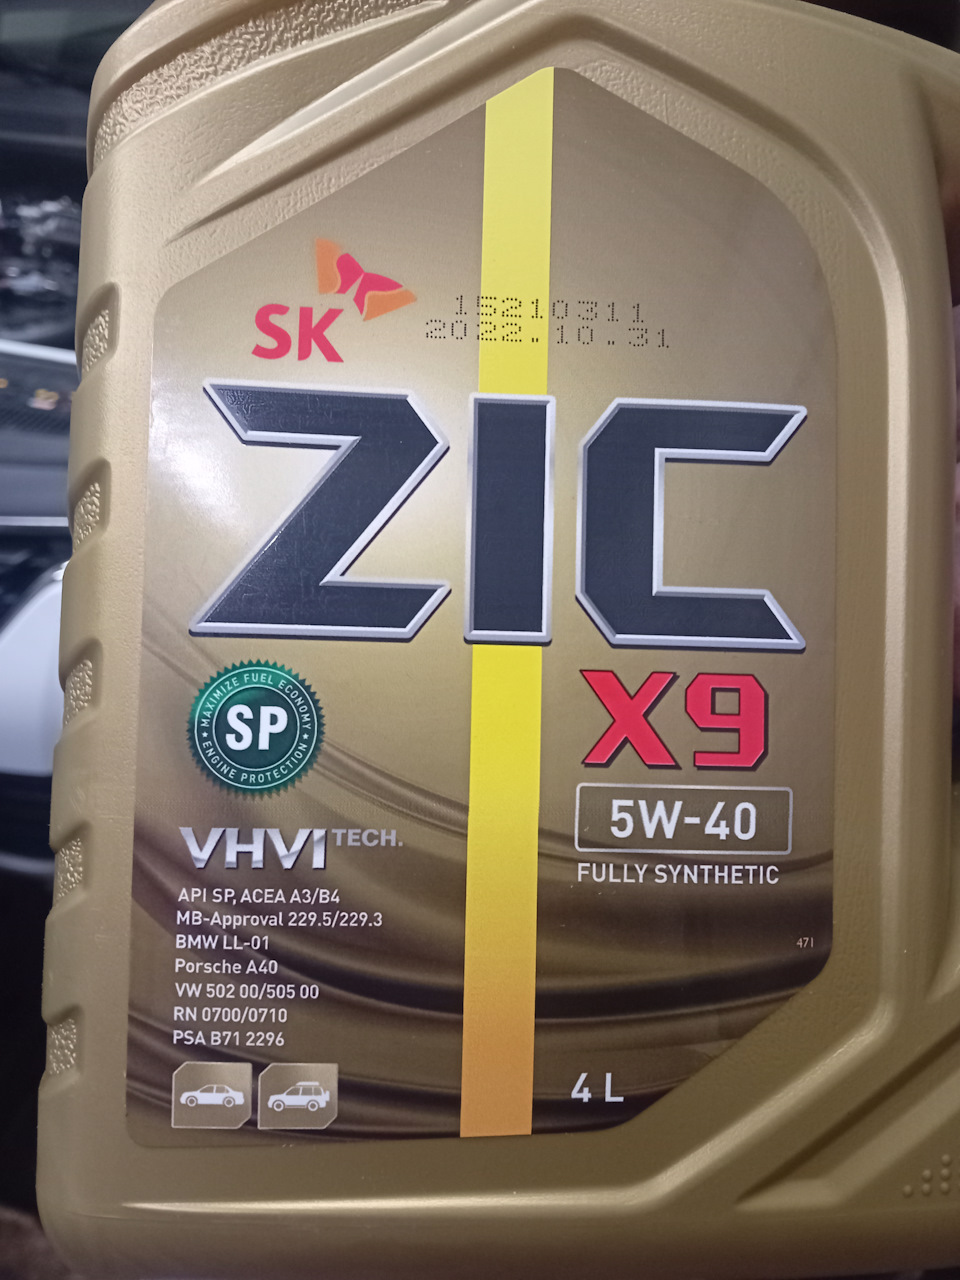 15210311
2022.10.31
SK
ZIC
X9
5W-40
FULLY SYNTHETIC
MAXIMIZE FUEL ECONOMY
SP
ENGINE PROTECTION
VHVI TECH.
API SP, ACEA A3/B4
MB-Approval 229.5/229.3
BMW LL-01
Porsche A40
VW 502 00/505 00
RN 0700/0710
PSA B71 2296
471
4 L